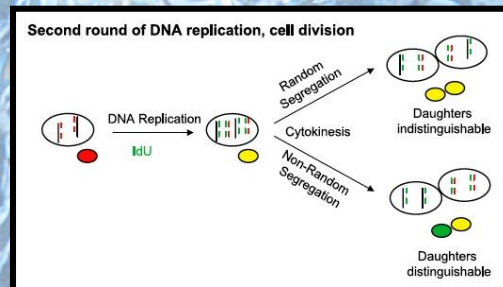 Second round of DNA replication, cell division
DNA Replication
IdU
Random
Segregation
Cytokinesis
Non-Random
Segregation
Daughters
indistinguishable
Daughters
distinguishable